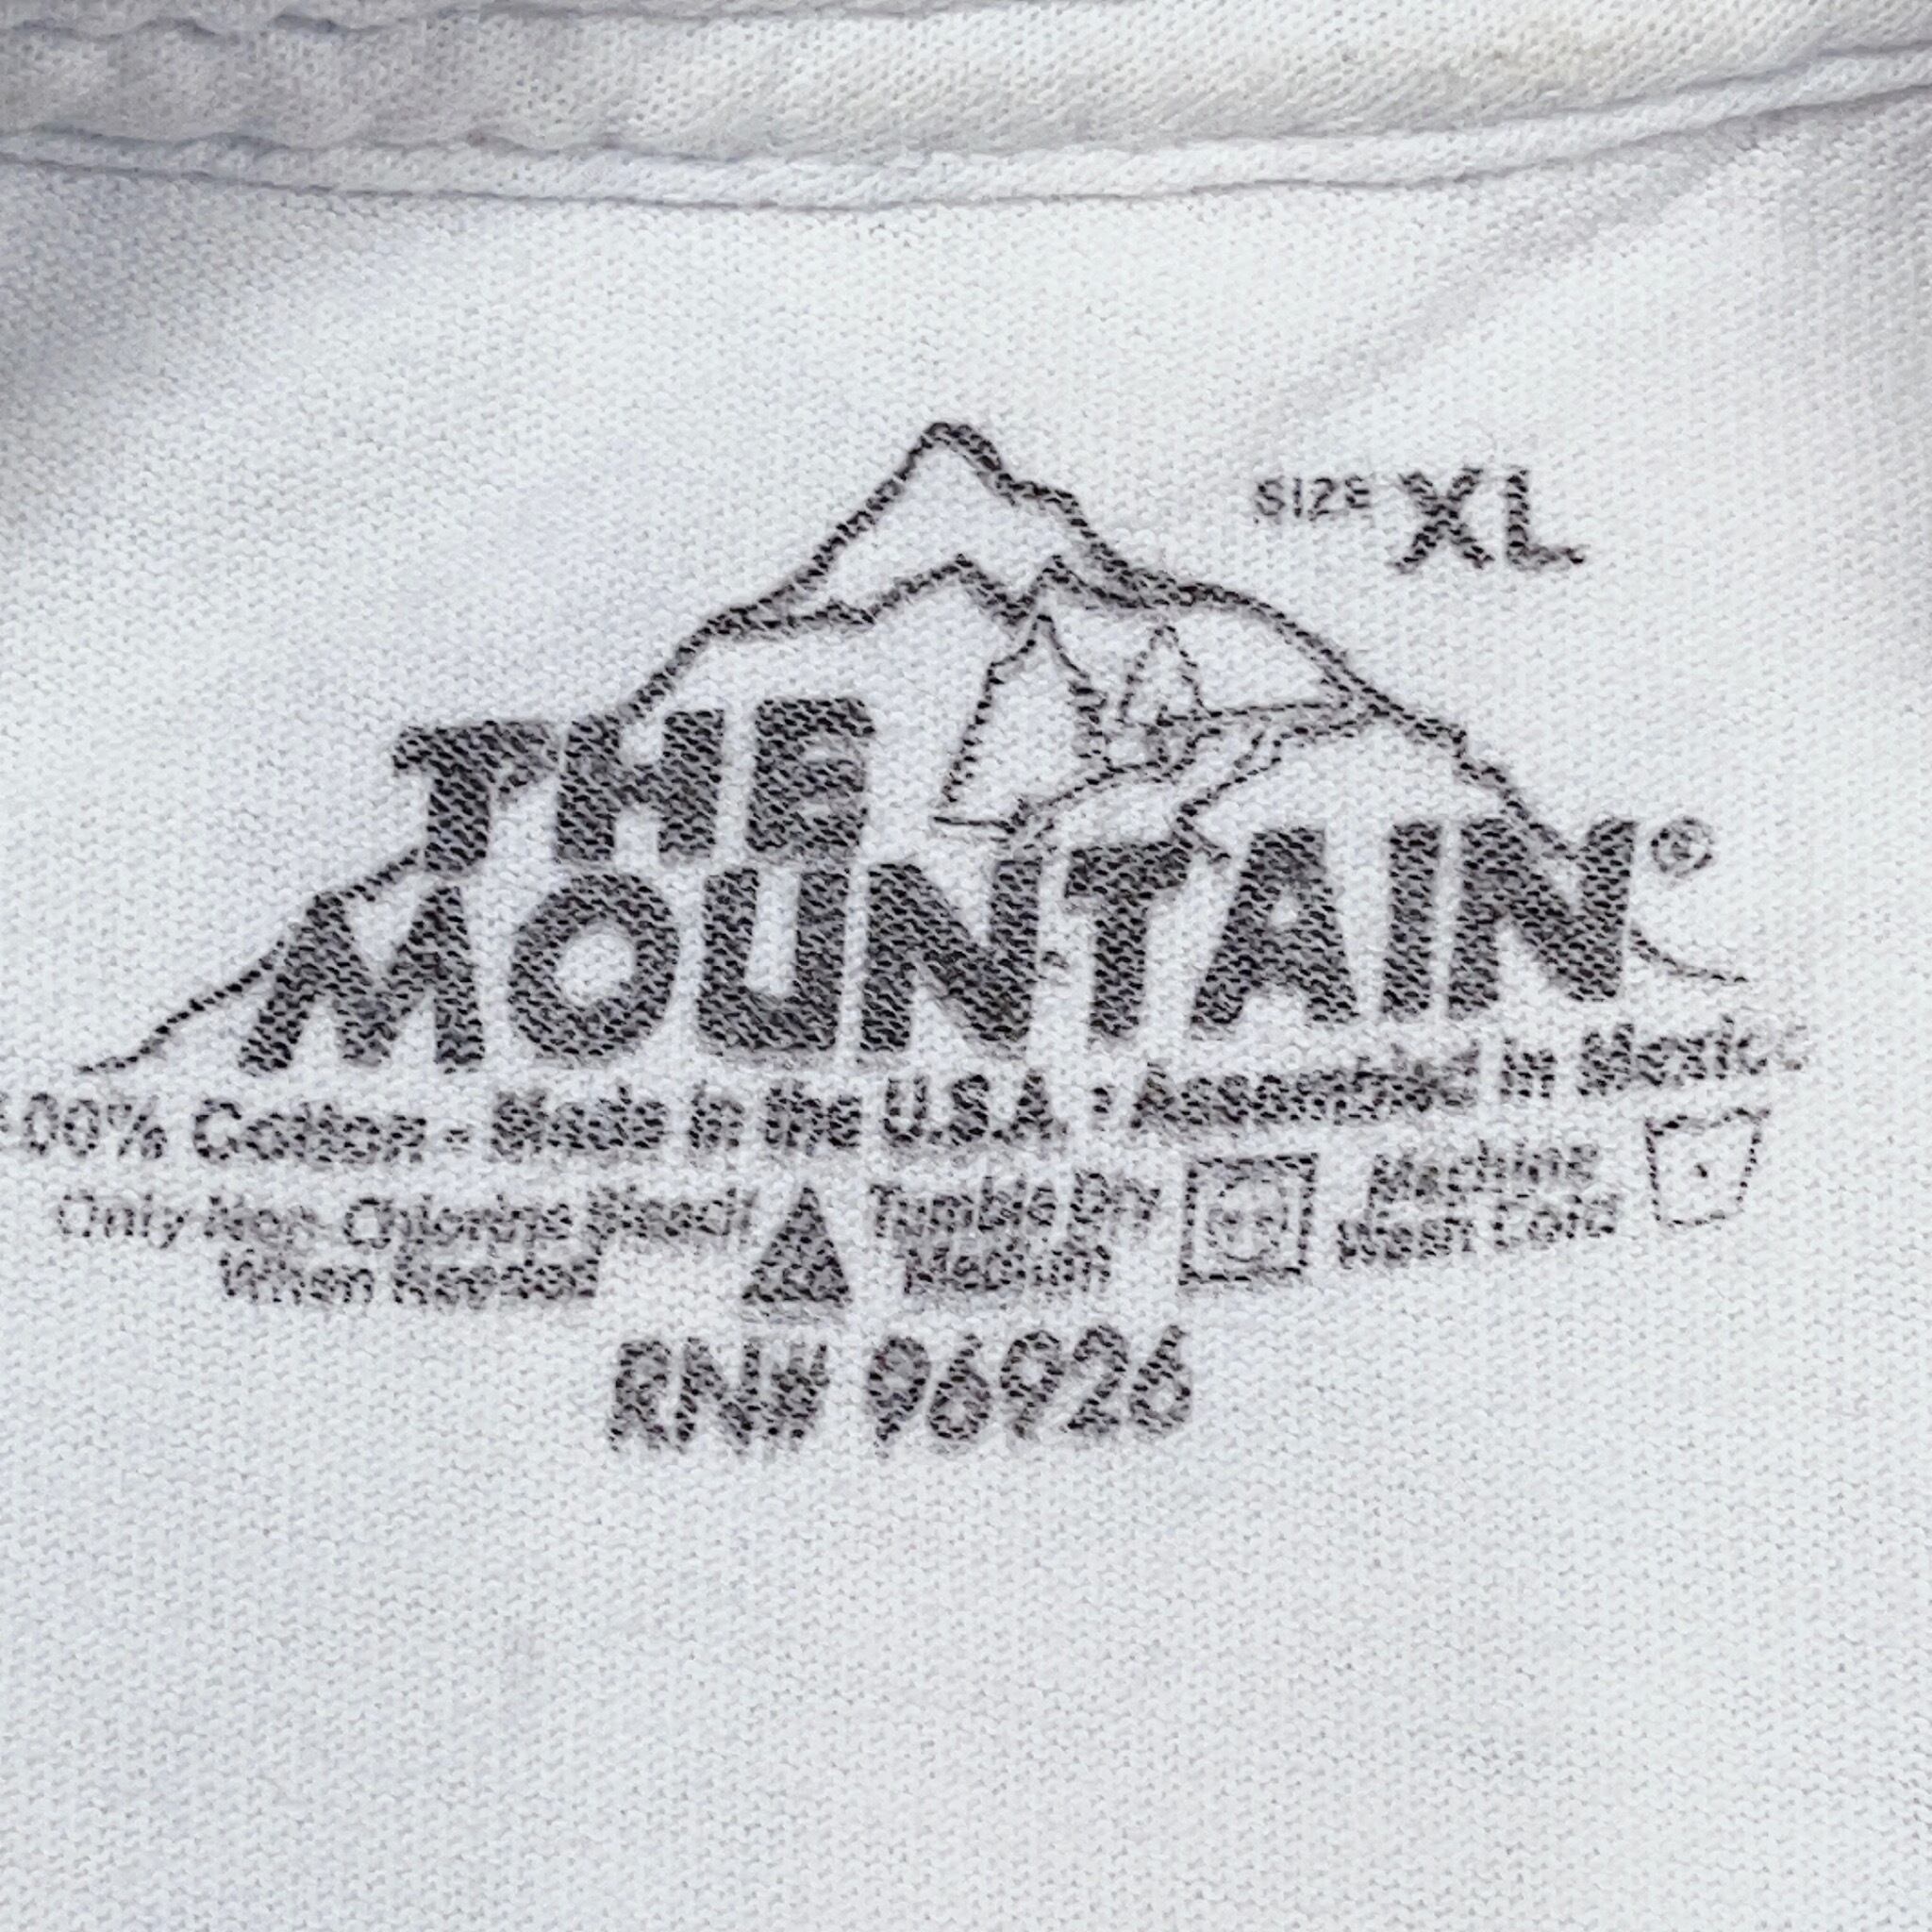 SIZE XL
THE
MOUNTAIN®
100% Cotton - Made in the U.S.A. - Assembled in Mexico
Only Non-Chlorine Bleach When Needed
Tumble Dry Medium
Machine Wash Cold
RN# 96926